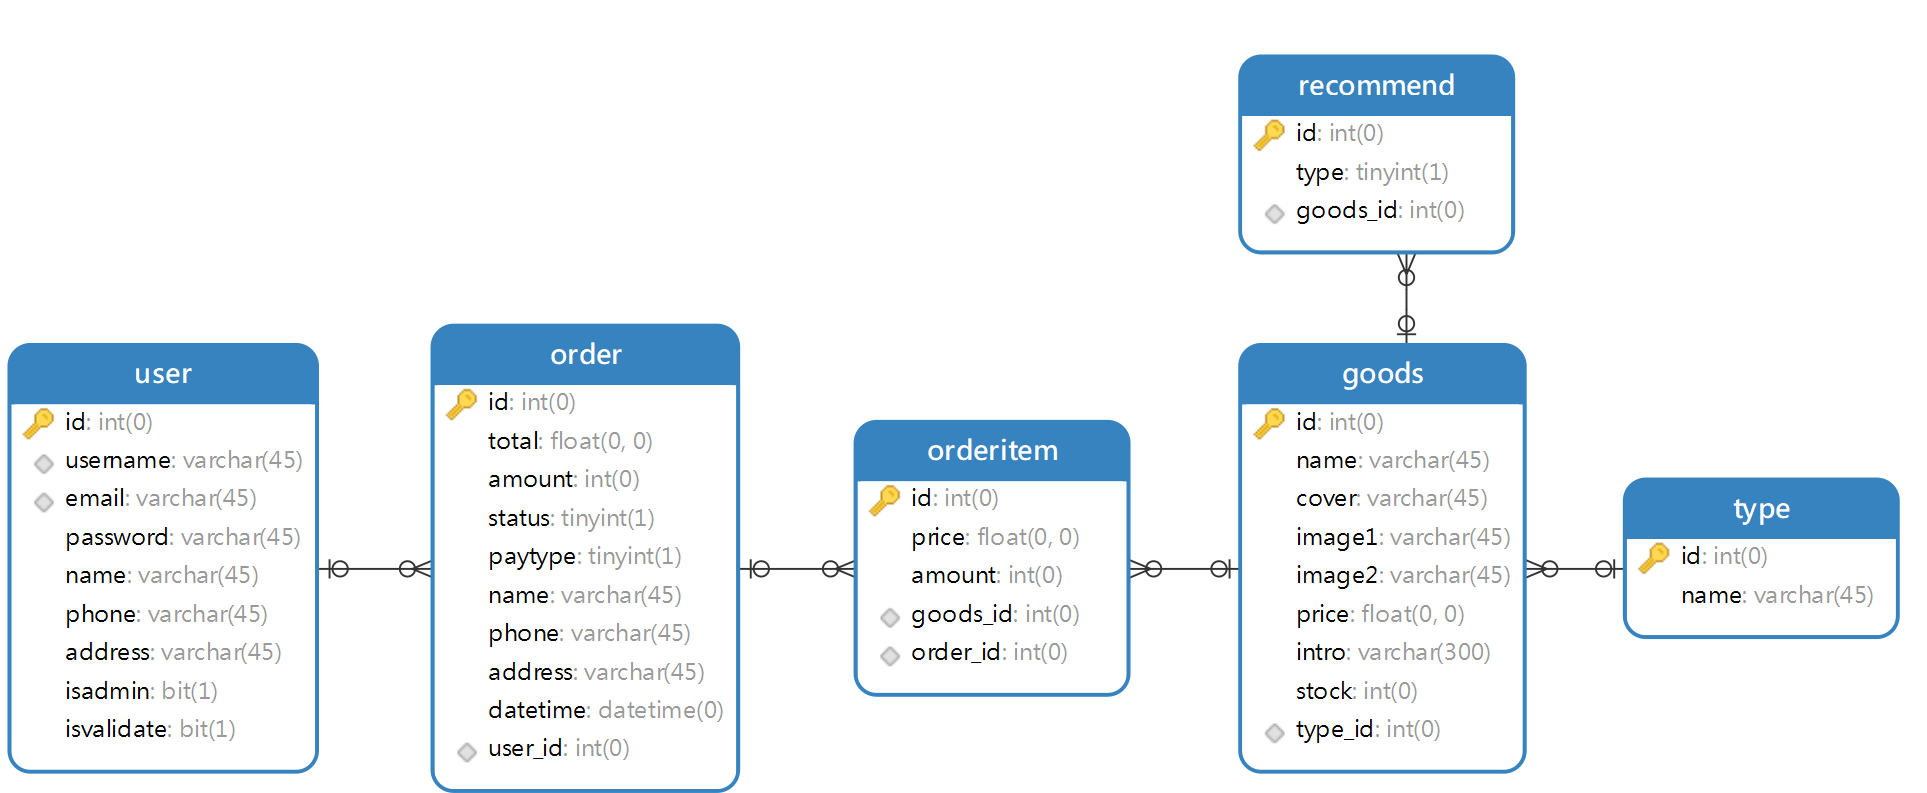 user
id: int(0)
username: varchar(45)
email: varchar(45)
password: varchar(45)
name: varchar(45)
phone: varchar(45)
address: varchar(45)
isadmin: bit(1)
isvalidate: bit(1)
order
id: int(0)
total: float(0, 0)
amount: int(0)
status: tinyint(1)
paytype: tinyint(1)
name: varchar(45)
phone: varchar(45)
address: varchar(45)
datetime: datetime(0)
user_id: int(0)
orderitem
id: int(0)
price: float(0, 0)
amount: int(0)
goods_id: int(0)
order_id: int(0)
recommend
id: int(0)
type: tinyint(1)
goods_id: int(0)
goods
id: int(0)
name: varchar(45)
cover: varchar(45)
image1: varchar(45)
image2: varchar(45)
price: float(0, 0)
intro: varchar(300)
stock: int(0)
type_id: int(0)
type
id: int(0)
name: varchar(45)